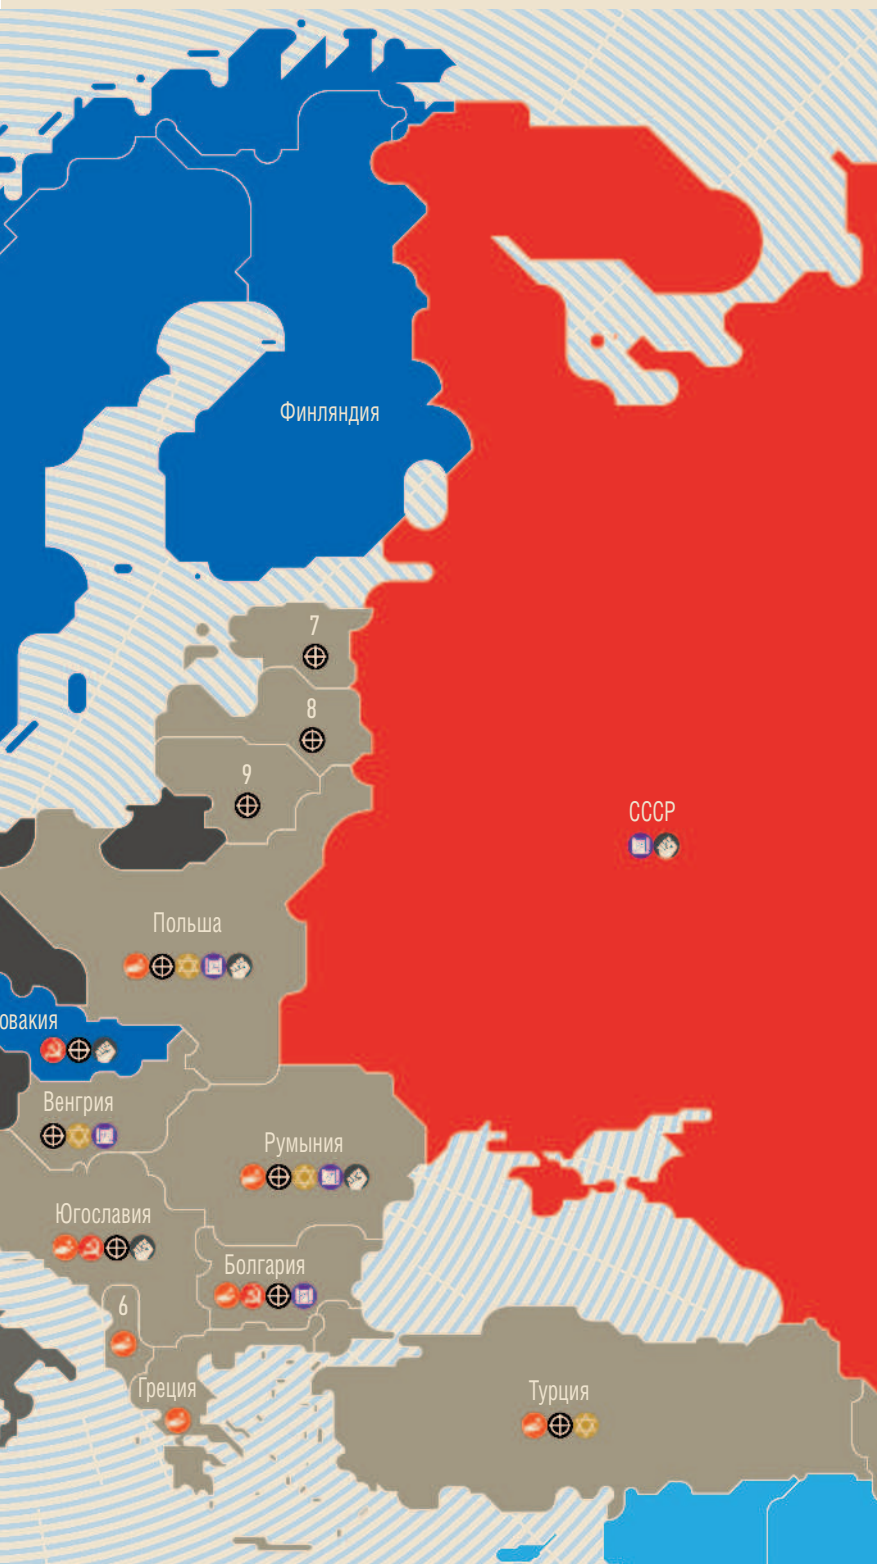 Финляндия
7
8
9
СССР
Польша
овакия
Венгрия
Румыния
Югославия
Болгария
6
Греция
Турция